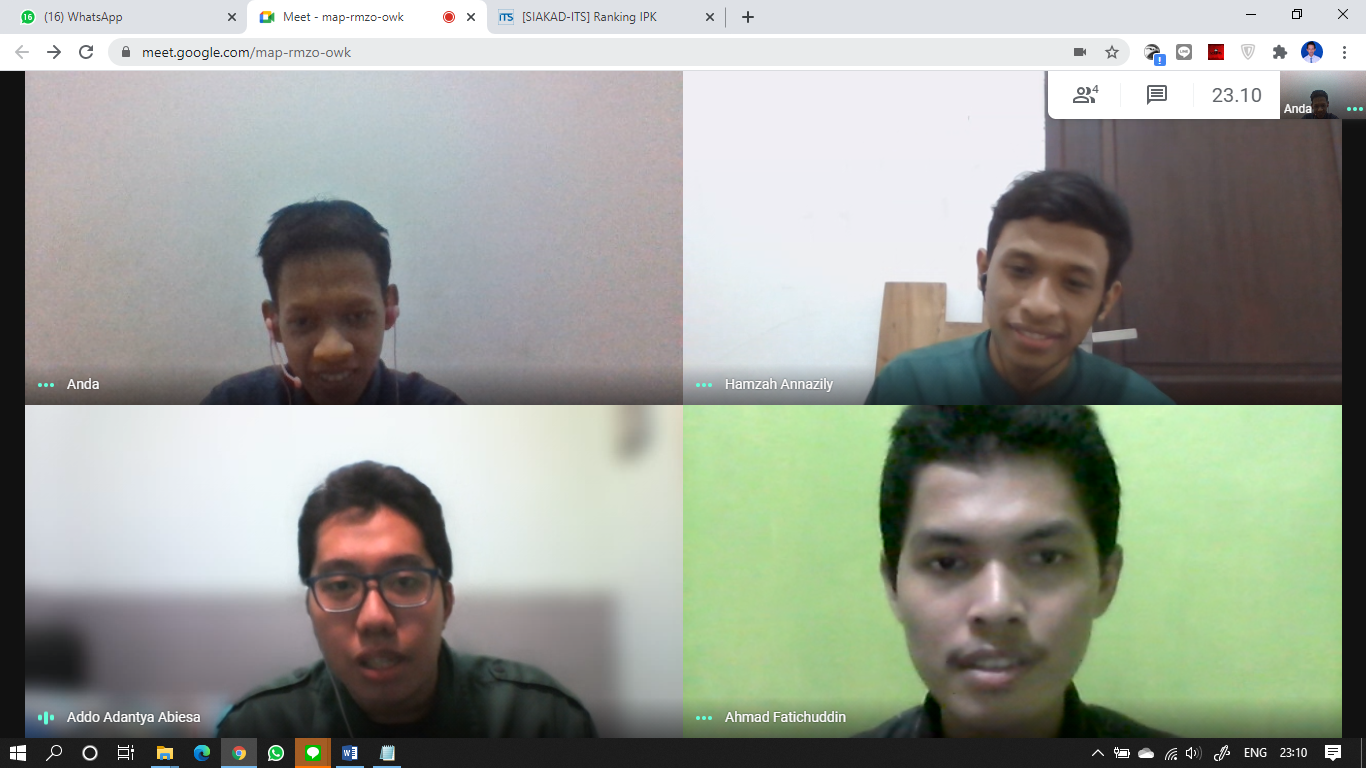 (16) WhatsApp
Meet - map-rmzo-owk
ITS [SIAKAD-ITS] Ranking IPK
meet.google.com/map-rmzo-owk
4
23.10
Anda
Anda
Hamzah Annazily
Addo Adantya Abiesa
Ahmad Fatichuddin
ENG 23:10